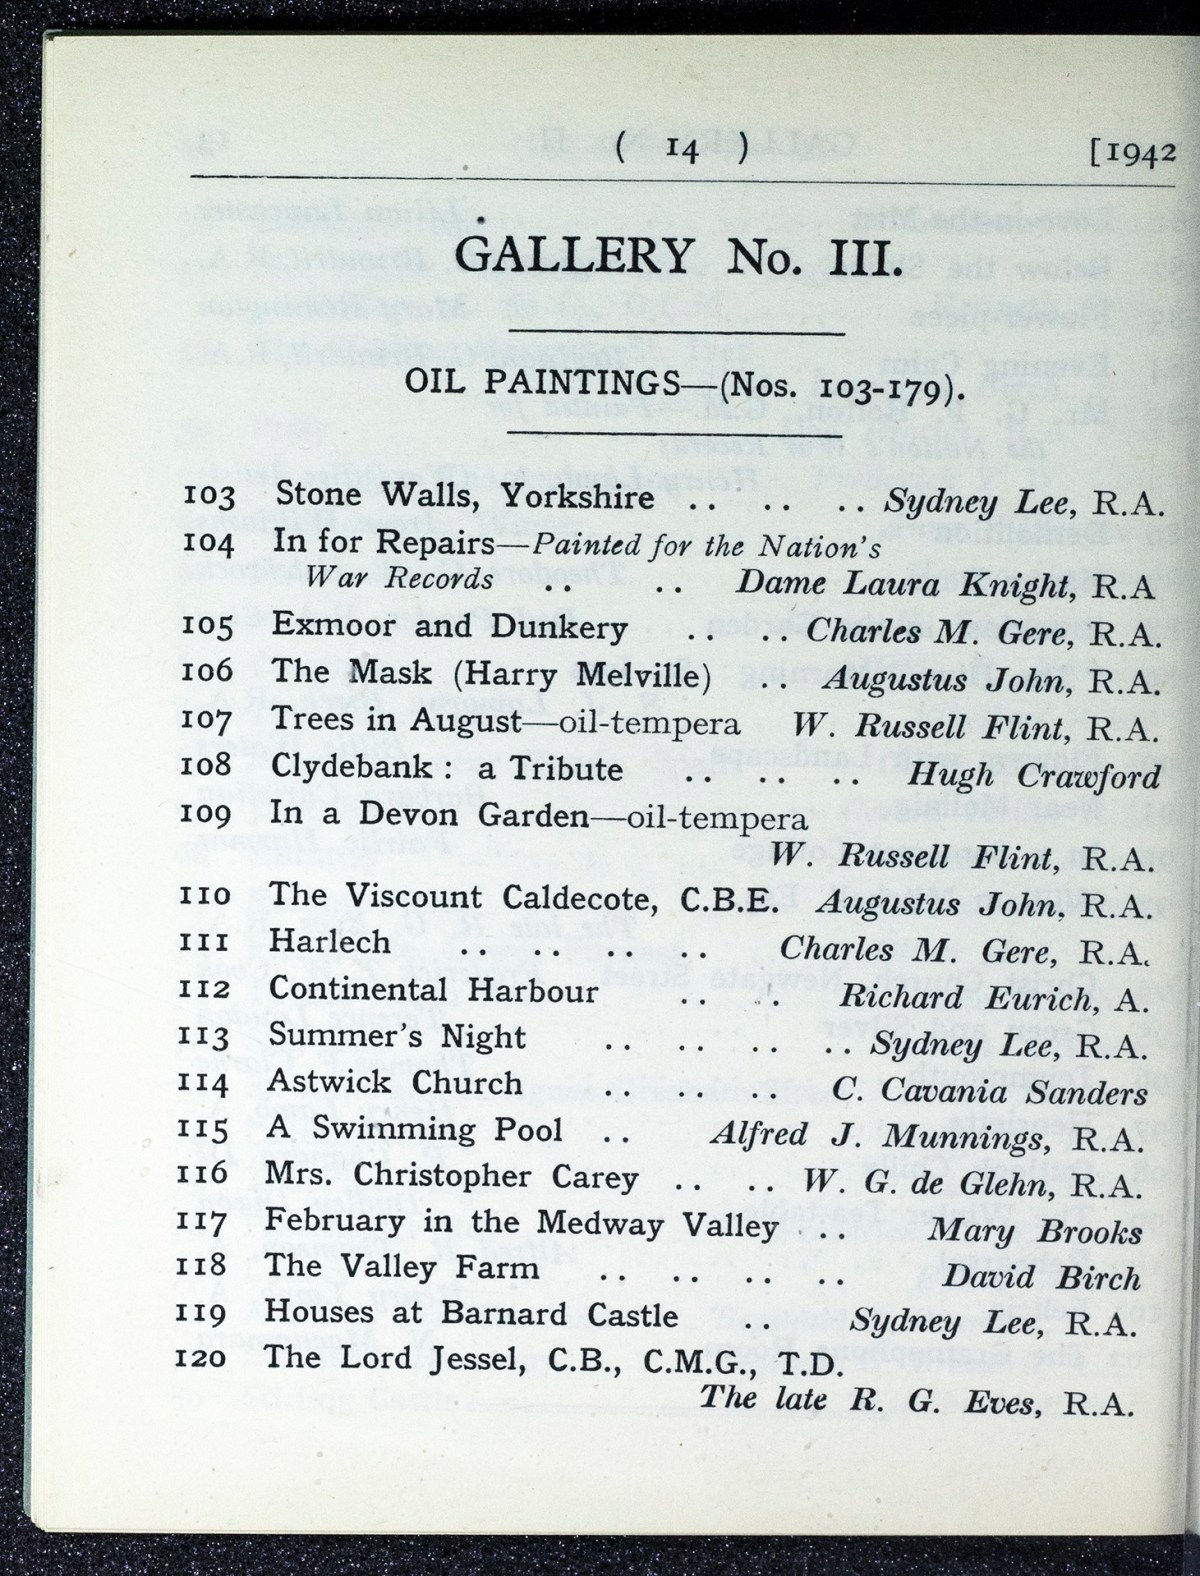 ( 14 ) [1942
GALLERY No. III.
OIL PAINTINGS—(Nos. 103-179).
103 Stone Walls, Yorkshire .. .. .. Sydney Lee, R.A.
104 In for Repairs—Painted for the Nation's
War Records .. .. Dame Laura Knight, R.A
105 Exmoor and Dunkery .. .. Charles M. Gere, R.A.
106 The Mask (Harry Melville) .. Augustus John, R.A.
107 Trees in August—oil-tempera W. Russell Flint, R.A.
108 Clydebank : a Tribute .. .. .. Hugh Crawford
109 In a Devon Garden—oil-tempera
W. Russell Flint, R.A.
110 The Viscount Caldecote, C.B.E. Augustus John, R.A.
111 Harlech .. .. .. .. Charles M. Gere, R.A.
112 Continental Harbour .. .. Richard Eurich, A.
113 Summer's Night .. .. .. .. Sydney Lee, R.A.
114 Astwick Church .. .. .. C. Cavania Sanders
115 A Swimming Pool .. Alfred J. Munnings, R.A.
116 Mrs. Christopher Carey .. .. W. G. de Glehn, R.A.
117 February in the Medway Valley .. Mary Brooks
118 The Valley Farm .. .. .. .. David Birch
119 Houses at Barnard Castle .. Sydney Lee, R.A.
120 The Lord Jessel, C.B., C.M.G., T.D.
The late R. G. Eves, R.A.